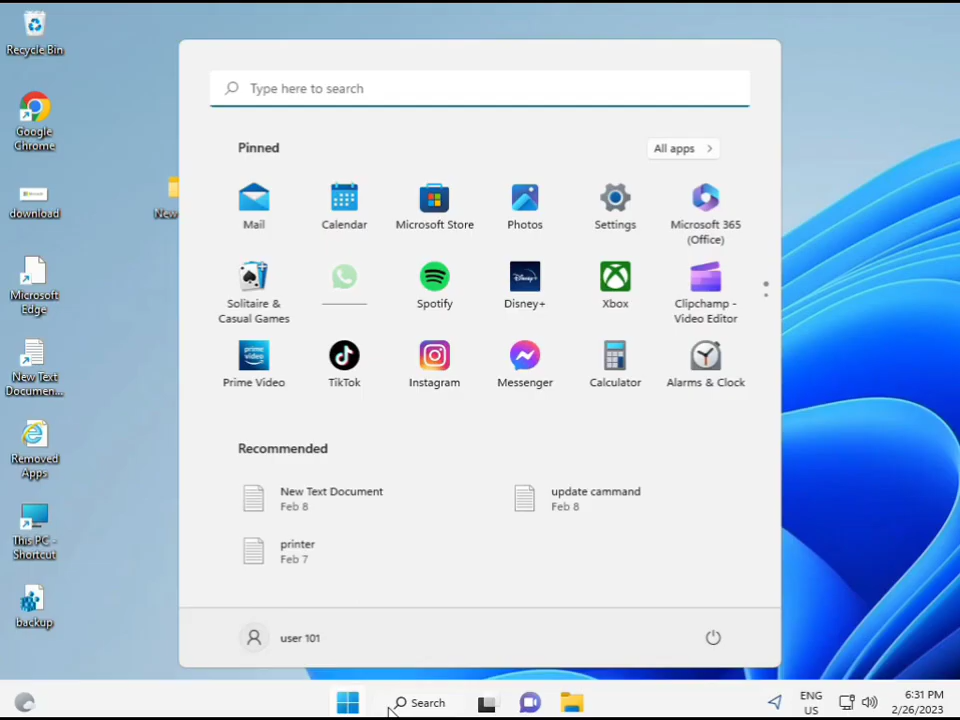 Recycle Bin
Google
Chrome
download
Microsoft
Edge
New Text
Documen...
Removed
Apps
This PC -
Shortcut
backup
New
Type here to search
Pinned
All apps
Mail
Calendar
Microsoft Store
Photos
Settings
Microsoft 365
(Office)
Solitaire &
Casual Games
Spotify
Disney+
Xbox
Clipchamp -
Video Editor
Prime Video
TikTok
Instagram
Messenger
Calculator
Alarms & Clock
Recommended
New Text Document
Feb 8
update cammand
Feb 8
printer
Feb 7
user 101
Search
ENG
US
6:31 PM
2/26/2023